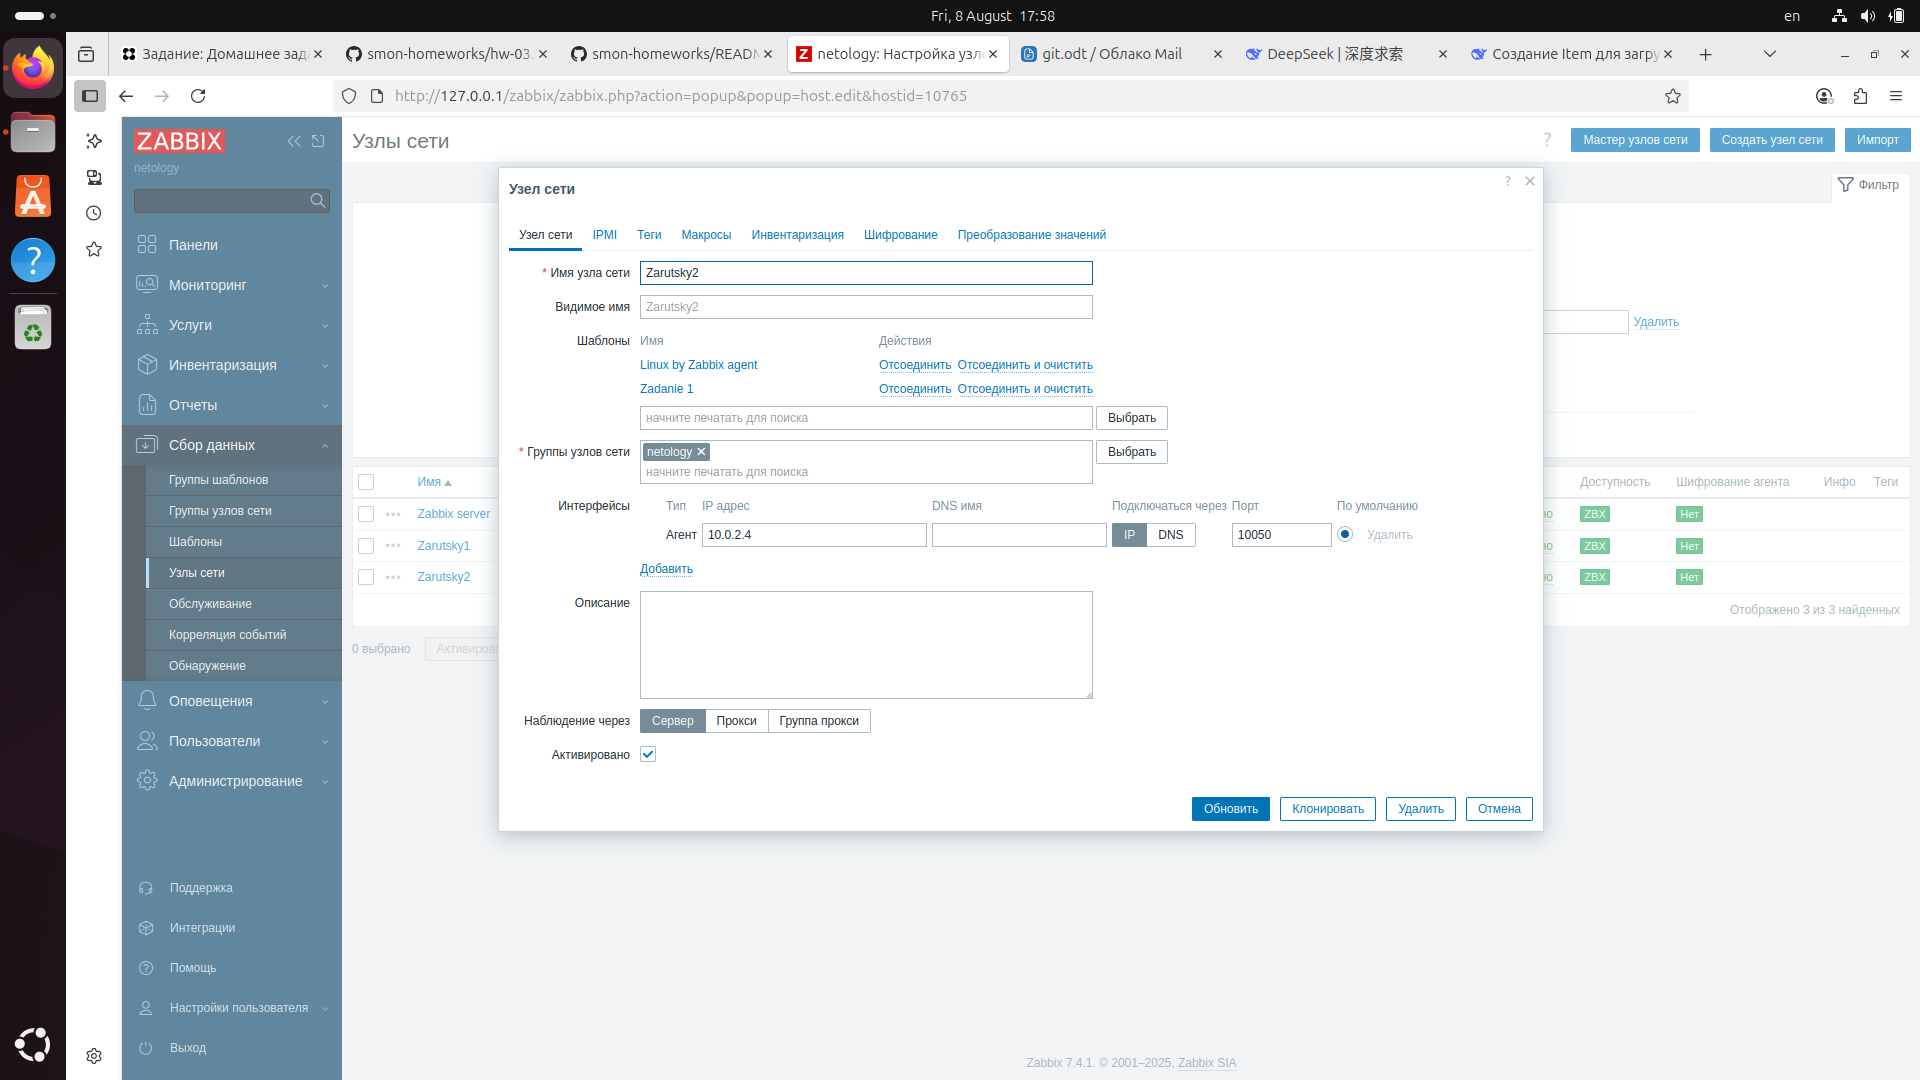 Fri, 8 August 17:58
en
Задание: Домашнее зад
smon-homeworks/hw-03.
smon-homeworks/READM
netology: Настройка узл
git.odt / Облако Mail
DeepSeek | 深度求索
Создание Item для загру
http://127.0.0.1/zabbix/zabbix.php?action=popup&popup=host.edit&hostid=10765
ZABBIX
netology
Панели
Мониторинг
Услуги
Инвентаризация
Отчеты
Сбор данных
Группы шаблонов
Группы узлов сети
Шаблоны
Узлы сети
Обслуживание
Корреляция событий
Обнаружение
Оповещения
Пользователи
Администрирование
Поддержка
Интеграции
Помощь
Настройки пользователя
Выход
Узлы сети
? Мастер узлов сети Создать узел сети Импорт
Фильтр
Удалить
Узел сети
?
Узел сети IPMI Теги Макросы Инвентаризация Шифрование Преобразование значений
* Имя узла сети Zarutsky2
Видимое имя Zarutsky2
Шаблоны Имя Действия
Linux by Zabbix agent Отсоединить Отсоединить и очистить
Zadanie 1 Отсоединить Отсоединить и очистить
начните печатать для поиска Выбрать
* Группы узлов сети netology Выбрать
начните печатать для поиска
Интерфейсы Тип IP адрес DNS имя Подключаться через Порт По умолчанию
Агент 10.0.2.4 IP DNS 10050 Удалить
Добавить
Описание
Наблюдение через Сервер Прокси Группа прокси
Активировано
Обновить Клонировать Удалить Отмена
Имя Доступность Шифрование агента Инфо Теги
Zabbix server но ZBX Нет
Zarutsky1 но ZBX Нет
Zarutsky2 но ZBX Нет
Отображено 3 из 3 найденных
0 выбрано Активирова
Zabbix 7.4.1. © 2001–2025, Zabbix SIA